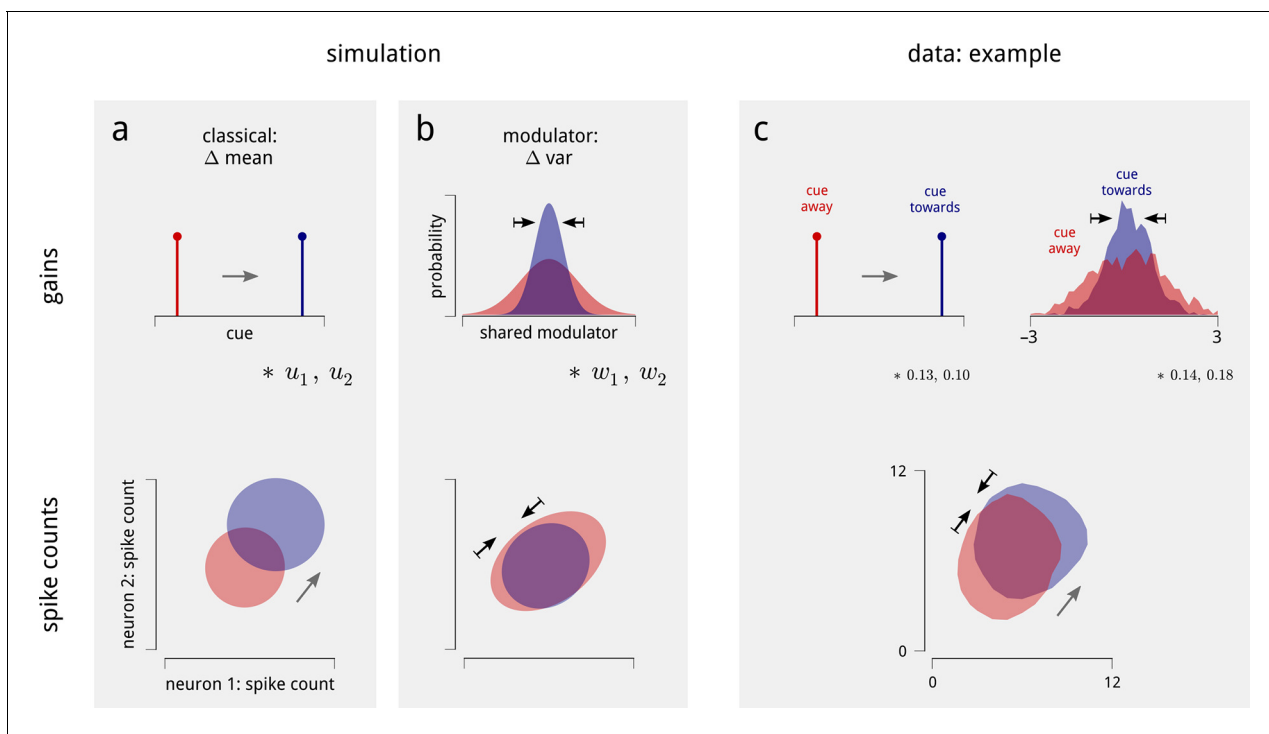 simulation
data: example
gains
spike counts
a
classical:
Δ mean
cue
* u1, u2
neuron 2: spike count
neuron 1: spike count
b
modulator:
Δ var
probability
shared modulator
* w1, w2
c
cue
away
cue
towards
* 0.13, 0.10
cue
towards
cue
away
−3
3
* 0.14, 0.18
12
0
0
12